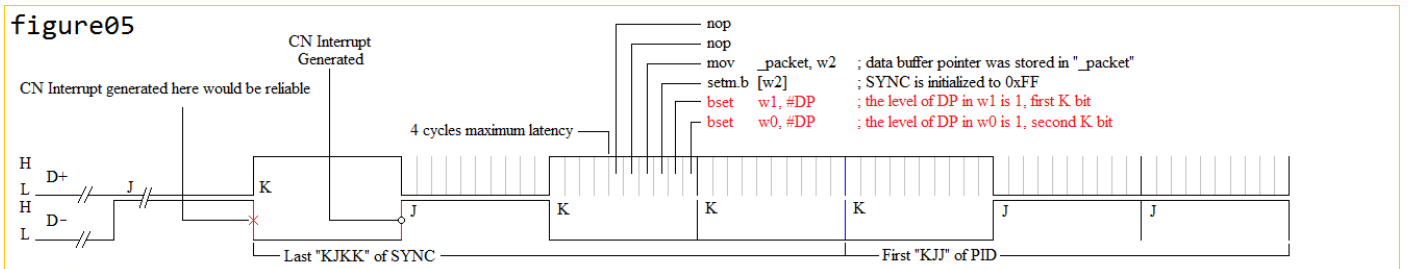 figure05
nop
nop
mov _packet, w2 ; data buffer pointer was stored in "_packet"
setm.b [w2] ; SYNC is initialized to 0xFF
bset w1, #DP ; the level of DP in w1 is 1, first K bit
bset w0, #DP ; the level of DP in w0 is 1, second K bit
CN Interrupt
Generated
CN Interrupt generated here would be reliable
4 cycles maximum latency
H
D+
L
J
K
H
D-
L
J
K
K
K
J
J
Last "KJKK" of SYNC
First "KJJ" of PID